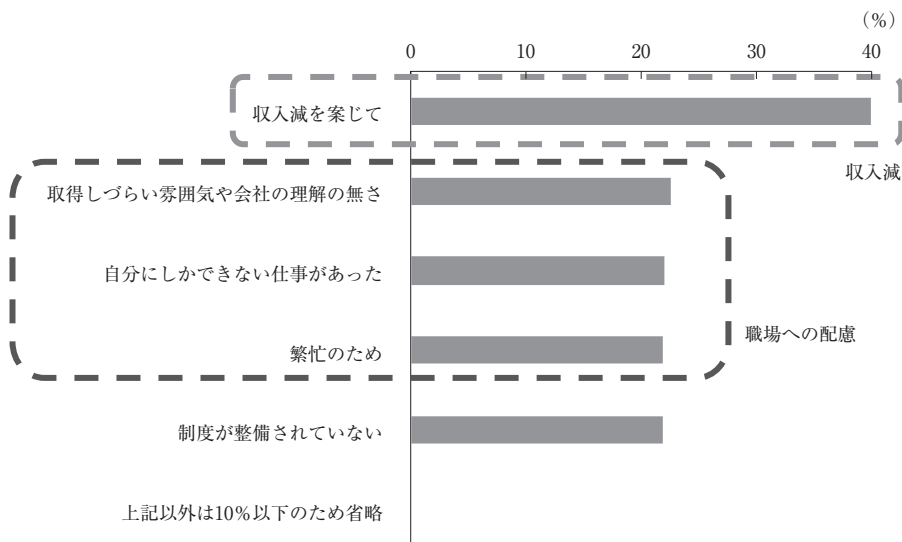 （%）
0 10 20 30 40
収入減を案じて
収入減
取得しづらい雰囲気や会社の理解の無さ
自分にしかできない仕事があった
職場への配慮
繁忙のため
制度が整備されていない
上記以外は10%以下のため省略